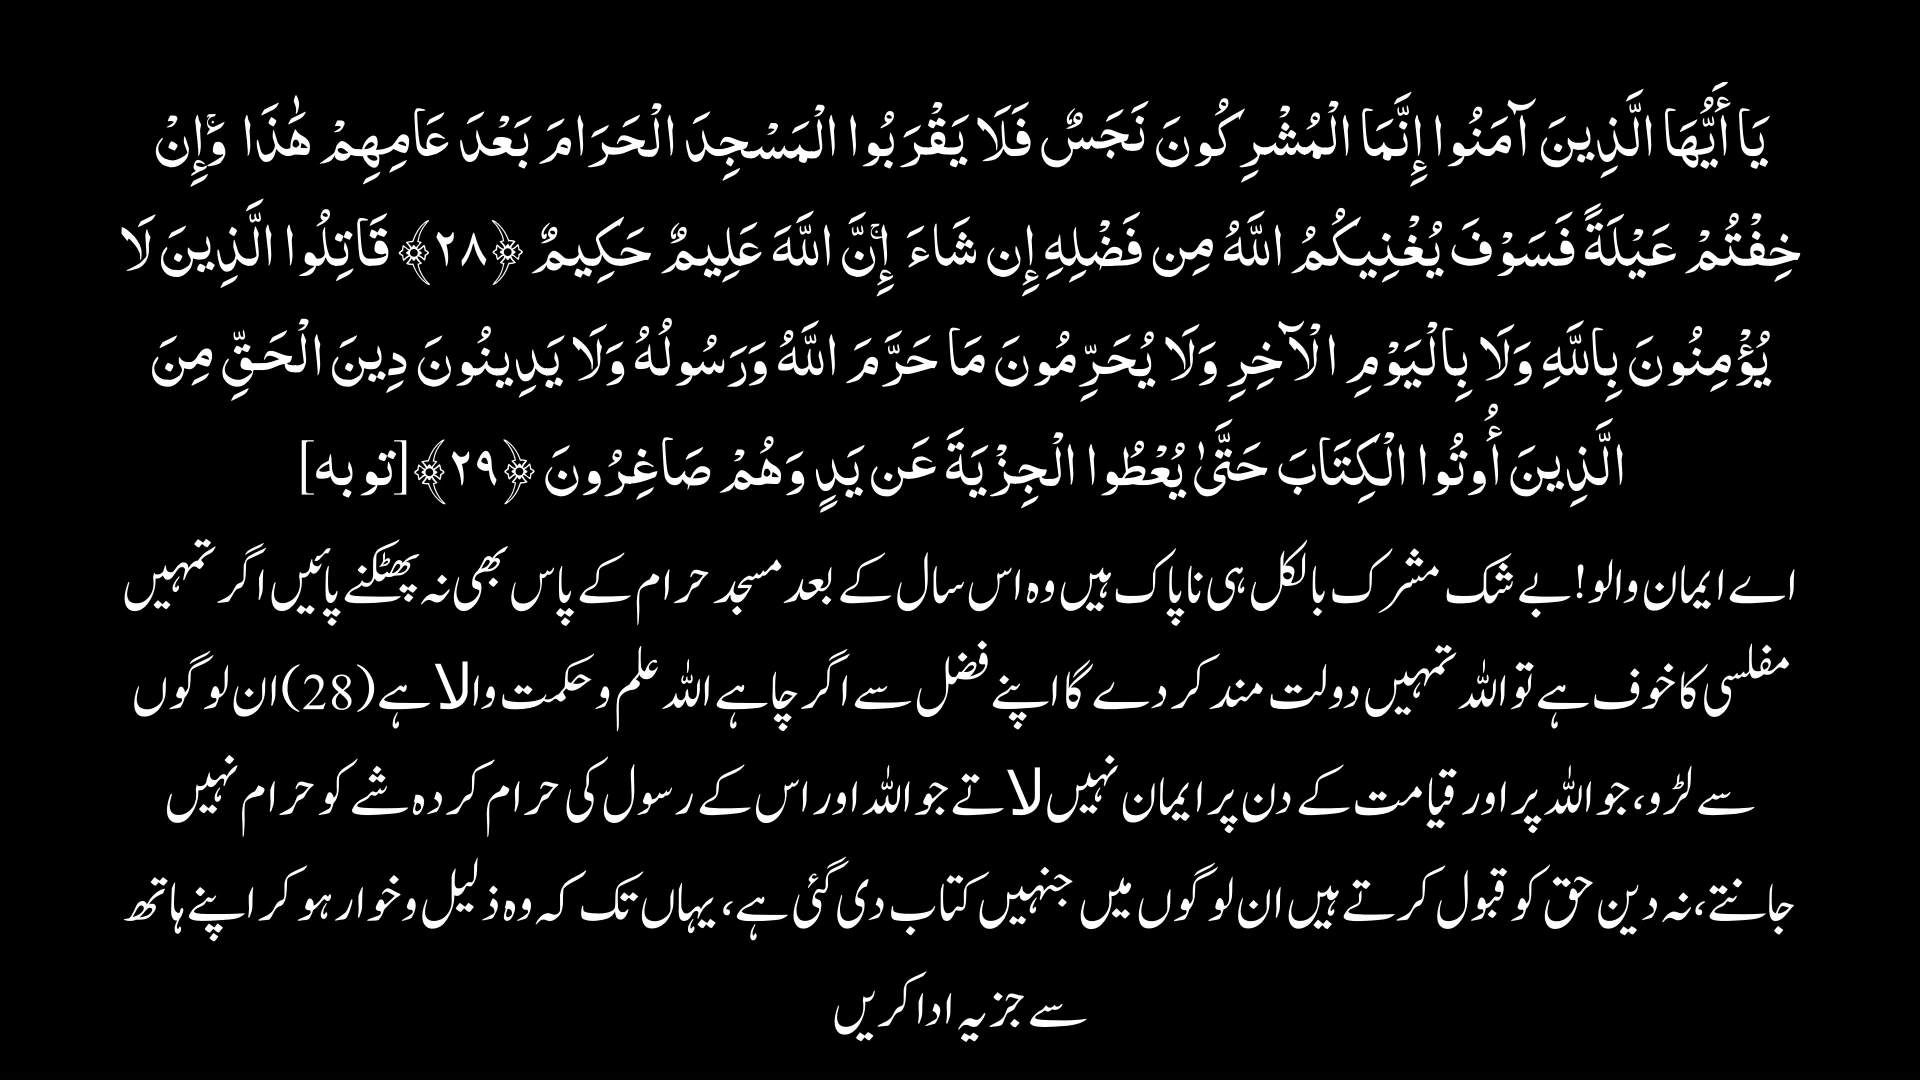 يَا أَيُّهَا الَّذِينَ آمَنُوا إِنَّمَا الْمُشْرِكُونَ نَجَسٌ فَلَا يَقْرَبُوا الْمَسْجِدَ الْحَرَامَ بَعْدَ عَامِهِمْ هَٰذَا ۚ وَإِنْ
خِفْتُمْ عَيْلَةً فَسَوْفَ يُغْنِيكُمُ اللَّهُ مِن فَضْلِهِ إِن شَاءَ ۚ إِنَّ اللَّهَ عَلِيمٌ حَكِيمٌ ﴿٢٨﴾ قَاتِلُوا الَّذِينَ لَا
يُؤْمِنُونَ بِاللَّهِ وَلَا بِالْيَوْمِ الْآخِرِ وَلَا يُحَرِّمُونَ مَا حَرَّمَ اللَّهُ وَرَسُولُهُ وَلَا يَدِينُونَ دِينَ الْحَقِّ مِنَ
الَّذِينَ أُوتُوا الْكِتَابَ حَتَّىٰ يُعْطُوا الْجِزْيَةَ عَن يَدٍ وَهُمْ صَاغِرُونَ ﴿٢٩﴾[توبه]
اے ایمان والو! بے شک مشرک بالکل ہی ناپاک ہیں وہ اس سال کے بعد مسجد حرام کے پاس بھی نہ پھٹکنے پائیں اگر تمہیں
مفلسی کا خوف ہے تو اللہ تمہیں دولت مند کر دے گا اپنے فضل سے اگر چاہے اللہ علم و حکمت والا ہے (28) ان لوگوں
سے لڑو، جو اللہ پر اور قیامت کے دن پر ایمان نہیں لاتے جو اللہ اور اس کے رسول کی حرام کردہ شے کو حرام نہیں
جانتے، نہ دین حق کو قبول کرتے ہیں ان لوگوں میں جنہیں کتاب دی گئی ہے، یہاں تک کہ وہ ذلیل و خوار ہو کر اپنے ہاتھ
سے جزیہ ادا کریں